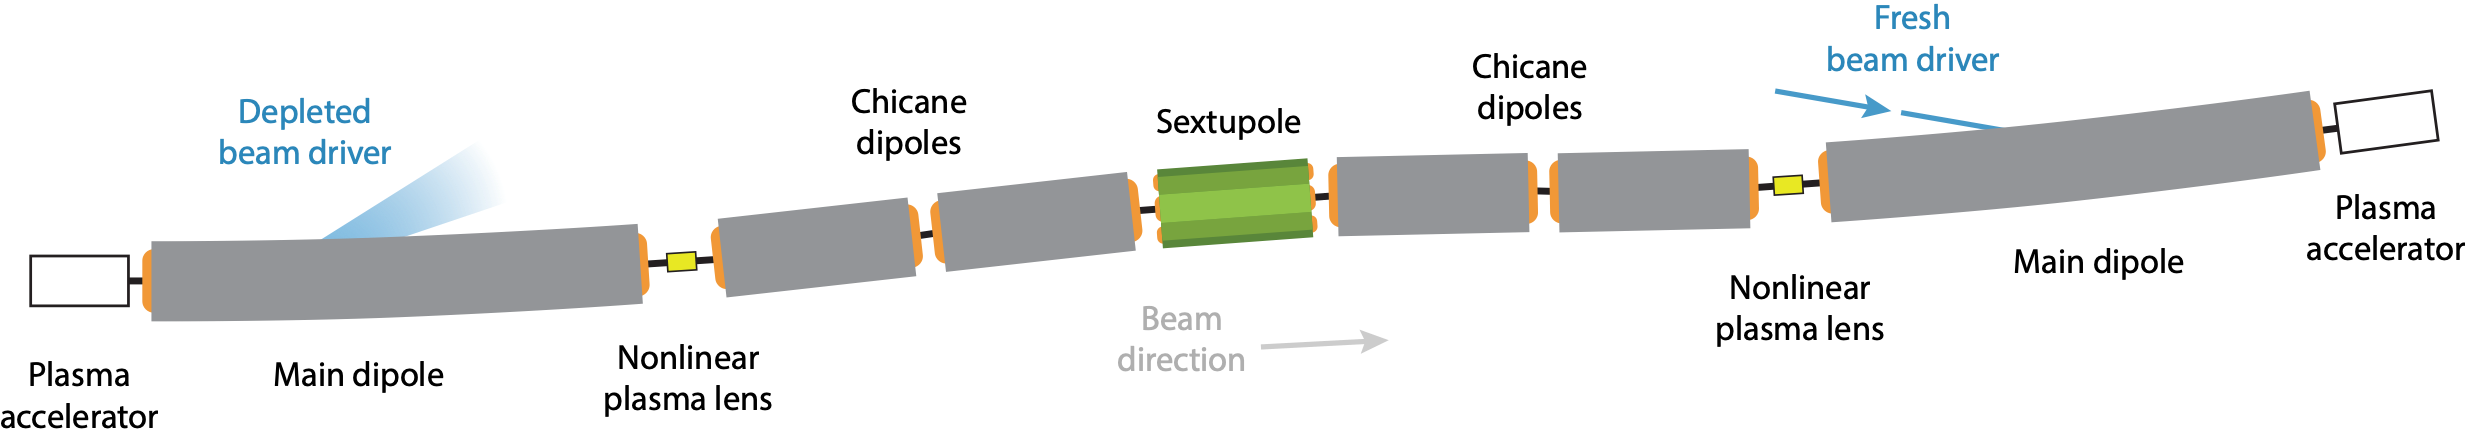 Plasma
accelerator
Depleted
beam driver
Main dipole
Nonlinear
plasma lens
Chicane
dipoles
Sextupole
Beam
direction
Chicane
dipoles
Nonlinear
plasma lens
Fresh
beam driver
Main dipole
Plasma
accelerator